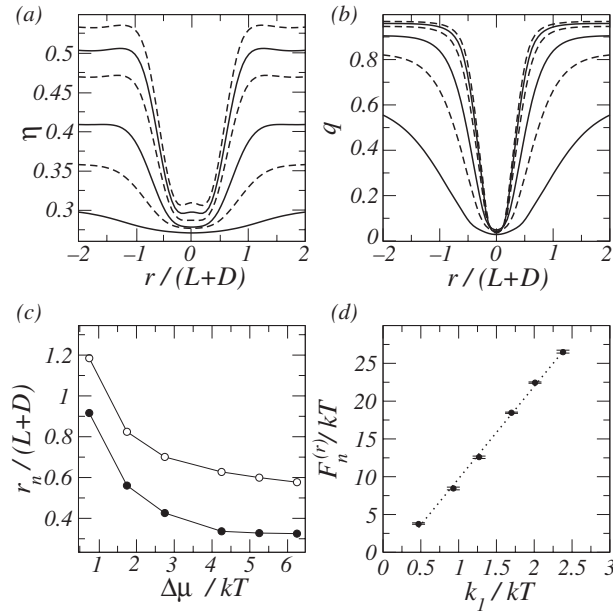 (a)
(b)
0.5
0.45
0.4
0.35
0.3
η
−2 −1 0 1 2
r / (L+D)
0.8
0.6
0.4
0.2
0
q
−2 −1 0 1 2
r / (L+D)
(c)
(d)
1.2
1
0.8
0.6
0.4
r_n / (L+D)
1 2 3 4 5 6
Δμ / kT
25
20
15
10
5
0
F_n^(r) / kT
0 0.5 1 1.5 2 2.5 3
k_1 / kT